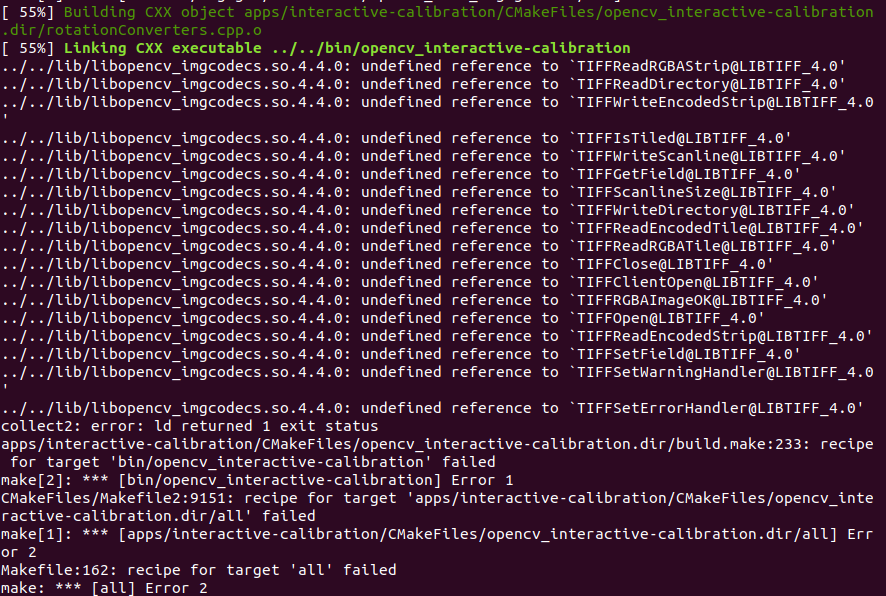 [ 55%] Building CXX object apps/interactive-calibration/CMakeFiles/opencv_interactive-calibration
.dir/rotationConverters.cpp.o
[ 55%] Linking CXX executable ../../bin/opencv_interactive-calibration
../../lib/libopencv_imgcodecs.so.4.4.0: undefined reference to `TIFFReadRGBAStrip@LIBTIFF_4.0'
../../lib/libopencv_imgcodecs.so.4.4.0: undefined reference to `TIFFReadDirectory@LIBTIFF_4.0'
../../lib/libopencv_imgcodecs.so.4.4.0: undefined reference to `TIFFWriteEncodedStrip@LIBTIFF_4.0
'
../../lib/libopencv_imgcodecs.so.4.4.0: undefined reference to `TIFFIsTiled@LIBTIFF_4.0'
../../lib/libopencv_imgcodecs.so.4.4.0: undefined reference to `TIFFWriteScanline@LIBTIFF_4.0'
../../lib/libopencv_imgcodecs.so.4.4.0: undefined reference to `TIFFGetField@LIBTIFF_4.0'
../../lib/libopencv_imgcodecs.so.4.4.0: undefined reference to `TIFFScanlineSize@LIBTIFF_4.0'
../../lib/libopencv_imgcodecs.so.4.4.0: undefined reference to `TIFFWriteDirectory@LIBTIFF_4.0'
../../lib/libopencv_imgcodecs.so.4.4.0: undefined reference to `TIFFReadEncodedTile@LIBTIFF_4.0'
../../lib/libopencv_imgcodecs.so.4.4.0: undefined reference to `TIFFReadRGBATile@LIBTIFF_4.0'
../../lib/libopencv_imgcodecs.so.4.4.0: undefined reference to `TIFFClose@LIBTIFF_4.0'
../../lib/libopencv_imgcodecs.so.4.4.0: undefined reference to `TIFFClientOpen@LIBTIFF_4.0'
../../lib/libopencv_imgcodecs.so.4.4.0: undefined reference to `TIFFRGBAImageOK@LIBTIFF_4.0'
../../lib/libopencv_imgcodecs.so.4.4.0: undefined reference to `TIFFOpen@LIBTIFF_4.0'
../../lib/libopencv_imgcodecs.so.4.4.0: undefined reference to `TIFFReadEncodedStrip@LIBTIFF_4.0'
../../lib/libopencv_imgcodecs.so.4.4.0: undefined reference to `TIFFSetField@LIBTIFF_4.0'
../../lib/libopencv_imgcodecs.so.4.4.0: undefined reference to `TIFFSetWarningHandler@LIBTIFF_4.0
'
../../lib/libopencv_imgcodecs.so.4.4.0: undefined reference to `TIFFSetErrorHandler@LIBTIFF_4.0'
collect2: error: ld returned 1 exit status
apps/interactive-calibration/CMakeFiles/opencv_interactive-calibration.dir/build.make:233: recipe
 for target 'bin/opencv_interactive-calibration' failed
make[2]: *** [bin/opencv_interactive-calibration] Error 1
CMakeFiles/Makefile2:9151: recipe for target 'apps/interactive-calibration/CMakeFiles/opencv_inte
ractive-calibration.dir/all' failed
make[1]: *** [apps/interactive-calibration/CMakeFiles/opencv_interactive-calibration.dir/all] Err
or 2
Makefile:162: recipe for target 'all' failed
make: *** [all] Error 2